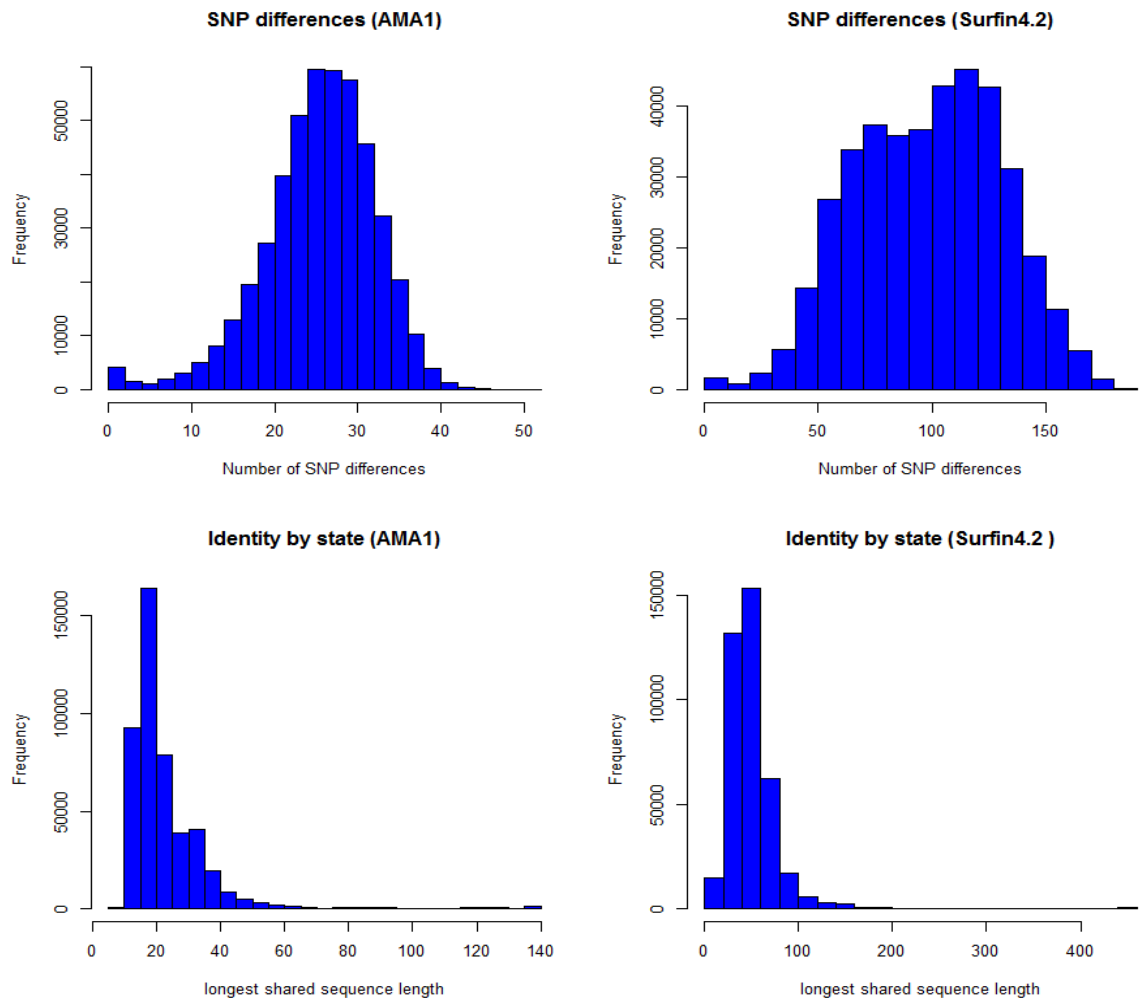 SNP differences (AMA1)
Frequency
0
10000
30000
50000
0 10 20 30 40 50
Number of SNP differences
SNP differences (Surfin4.2)
Frequency
0
10000
20000
30000
40000
0 50 100 150
Number of SNP differences
Identity by state (AMA1)
Frequency
0
50000
100000
150000
0 20 40 60 80 100 120 140
longest shared sequence length
Identity by state (Surfin4.2 )
Frequency
0
50000
100000
150000
0 100 200 300 400
longest shared sequence length